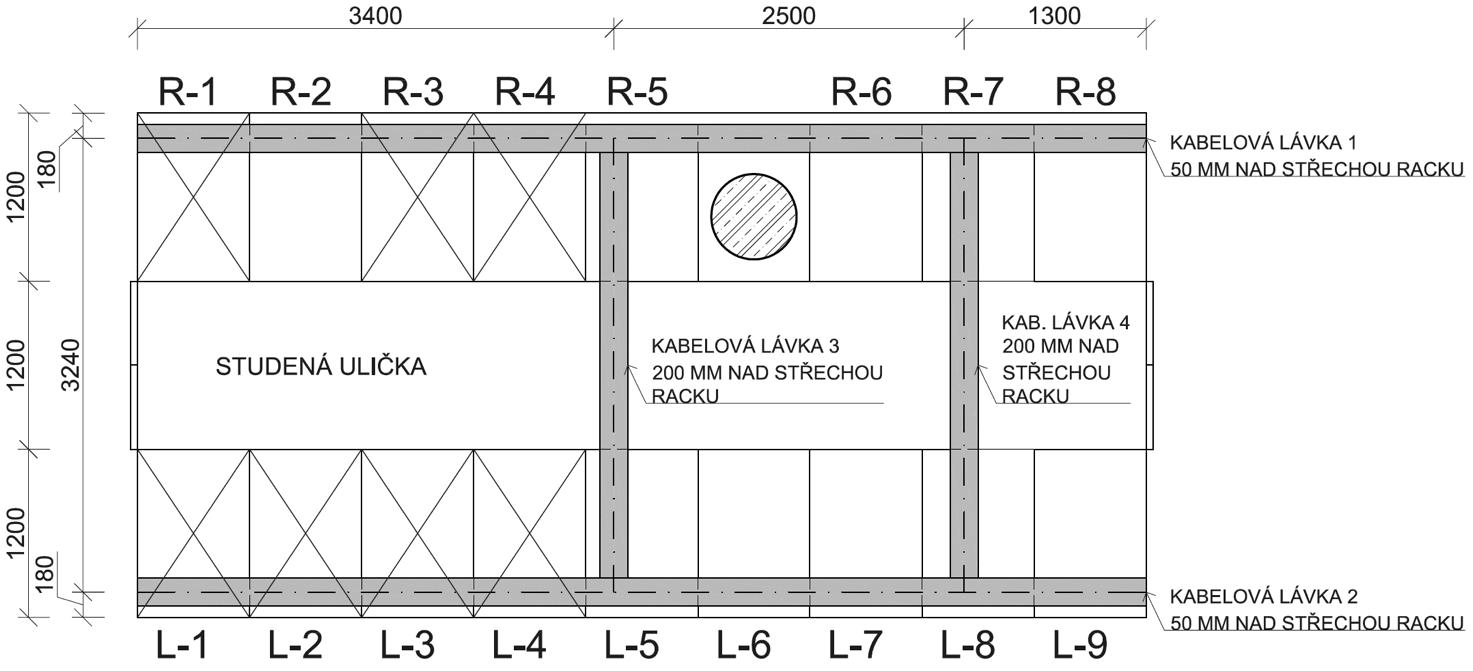 3400 2500 1300
R-1 R-2 R-3 R-4 R-5 R-6 R-7 R-8
180
1200
KABELOVÁ LÁVKA 1
50 MM NAD STŘECHOU RACKU
1200
3240
STUDENÁ ULIČKA
KABELOVÁ LÁVKA 3
200 MM NAD STŘECHOU
RACKU
KAB. LÁVKA 4
200 MM NAD
STŘECHOU
RACKU
1200
180
KABELOVÁ LÁVKA 2
50 MM NAD STŘECHOU RACKU
L-1 L-2 L-3 L-4 L-5 L-6 L-7 L-8 L-9